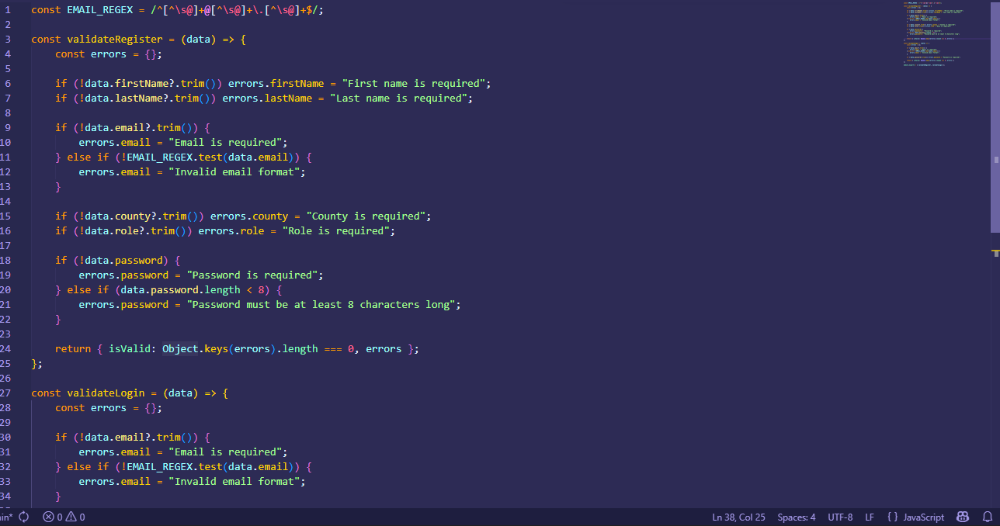 1 const EMAIL_REGEX = /^[^\s@]+@[^\s@]+\.[^\s@]+$/;
2
3 const validateRegister = (data) => {
4     const errors = {};
5
6     if (!data.firstName?.trim()) errors.firstName = "First name is required";
7     if (!data.lastName?.trim()) errors.lastName = "Last name is required";
8
9     if (!data.email?.trim()) {
10         errors.email = "Email is required";
11     } else if (!EMAIL_REGEX.test(data.email)) {
12         errors.email = "Invalid email format";
13     }
14
15     if (!data.county?.trim()) errors.county = "County is required";
16     if (!data.role?.trim()) errors.role = "Role is required";
17
18     if (!data.password) {
19         errors.password = "Password is required";
20     } else if (data.password.length < 8) {
21         errors.password = "Password must be at least 8 characters long";
22     }
23
24     return { isValid: Object.keys(errors).length === 0, errors };
25 };
26
27 const validateLogin = (data) => {
28     const errors = {};
29
30     if (!data.email?.trim()) {
31         errors.email = "Email is required";
32     } else if (!EMAIL_REGEX.test(data.email)) {
33         errors.email = "Invalid email format";
34     }
in* 0 0 Ln 38, Col 25 Spaces: 4 UTF-8 LF { } JavaScript